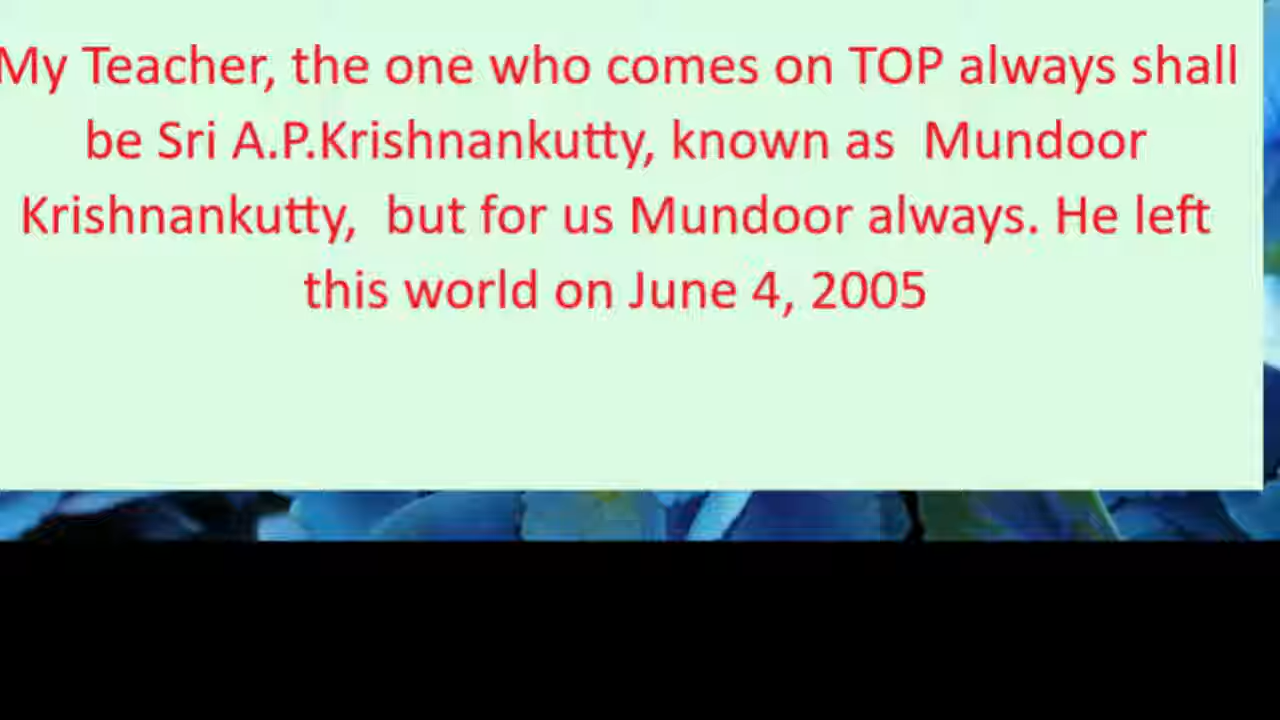 My Teacher, the one who comes on TOP always shall
be Sri A.P.Krishnankutty, known as  Mundoor
Krishnankutty,  but for us Mundoor always. He left
this world on June 4, 2005